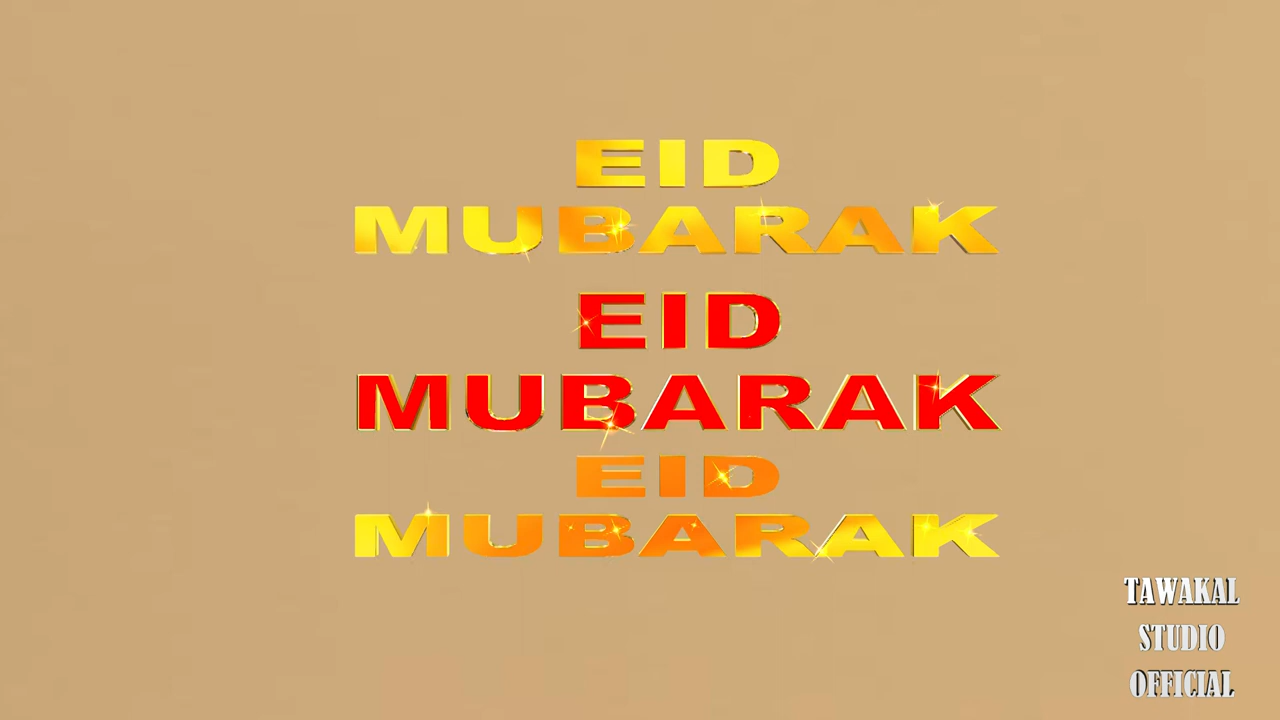 EID
MUBARAK
EID
MUBARAK
EID
MUBARAK
TAWAKAL
STUDIO
OFFICIAL